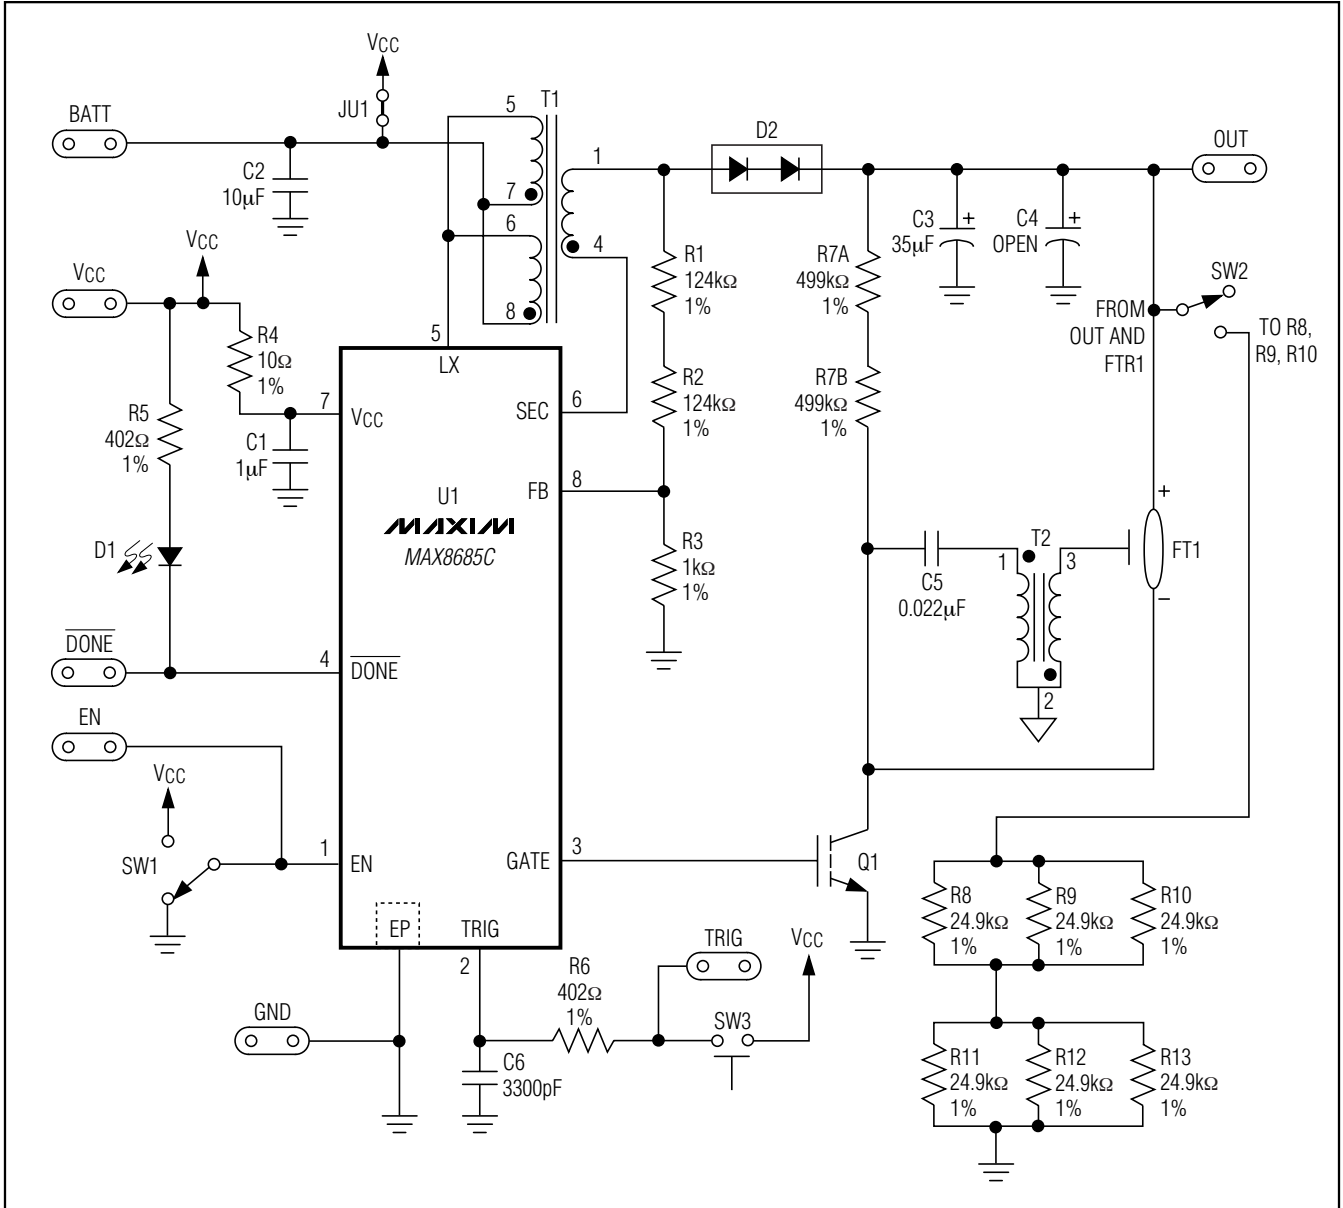 VCC
BATT
JU1
C2
10µF
5
T1
7
6
8
1
4
D2
OUT
C3
35µF
+
C4
OPEN
+
R1
124kΩ
1%
R7A
499kΩ
1%
SW2
FROM
OUT AND
FTR1
TO R8,
R9, R10
VCC
VCC
R4
10Ω
1%
R5
402Ω
1%
C1
1µF
7
VCC
5
LX
SEC
6
R2
124kΩ
1%
R7B
499kΩ
1%
FB
8
U1
MAXIM
MAX8685C
D1
R3
1kΩ
1%
C5
0.022µF
1
T2
3
2
+
FT1
−
DONE
4
DONE
EN
VCC
SW1
1
EN
GATE
3
Q1
EP
TRIG
2
GND
R6
402Ω
1%
C6
3300pF
TRIG
SW3
VCC
R8
24.9kΩ
1%
R9
24.9kΩ
1%
R10
24.9kΩ
1%
R11
24.9kΩ
1%
R12
24.9kΩ
1%
R13
24.9kΩ
1%